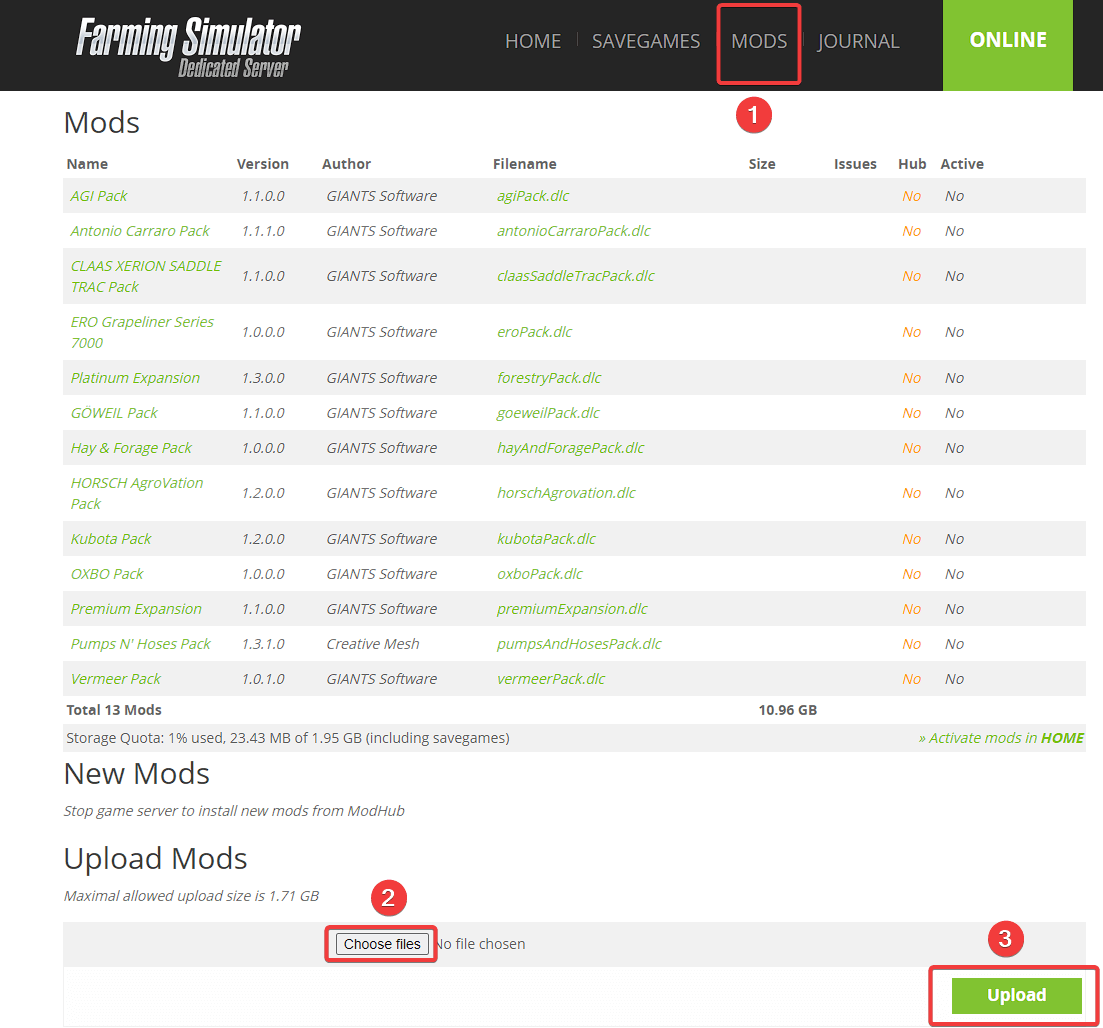 Farming Simulator
Dedicated Server
HOME SAVEGAMES MODS JOURNAL ONLINE
1
Mods
Name Version Author Filename Size Issues Hub Active
AGI Pack 1.1.0.0 GIANTS Software agiPack.dlc No No
Antonio Carraro Pack 1.1.1.0 GIANTS Software antonioCarraroPack.dlc No No
CLAAS XERION SADDLE
TRAC Pack 1.1.0.0 GIANTS Software claasSaddleTracPack.dlc No No
ERO Grapeliner Series
7000 1.0.0.0 GIANTS Software eroPack.dlc No No
Platinum Expansion 1.3.0.0 GIANTS Software forestryPack.dlc No No
GÖWEIL Pack 1.1.0.0 GIANTS Software goeweilPack.dlc No No
Hay & Forage Pack 1.0.0.0 GIANTS Software hayAndForagePack.dlc No No
HORSCH AgroVation
Pack 1.2.0.0 GIANTS Software horschAgrovation.dlc No No
Kubota Pack 1.2.0.0 GIANTS Software kubotaPack.dlc No No
OXBO Pack 1.0.0.0 GIANTS Software oxboPack.dlc No No
Premium Expansion 1.1.0.0 GIANTS Software premiumExpansion.dlc No No
Pumps N' Hoses Pack 1.3.1.0 Creative Mesh pumpsAndHosesPack.dlc No No
Vermeer Pack 1.0.1.0 GIANTS Software vermeerPack.dlc No No
Total 13 Mods 10.96 GB
Storage Quota: 1% used, 23.43 MB of 1.95 GB (including savegames) » Activate mods in HOME
New Mods
Stop game server to install new mods from ModHub
Upload Mods
Maximal allowed upload size is 1.71 GB
2
Choose files No file chosen
3
Upload